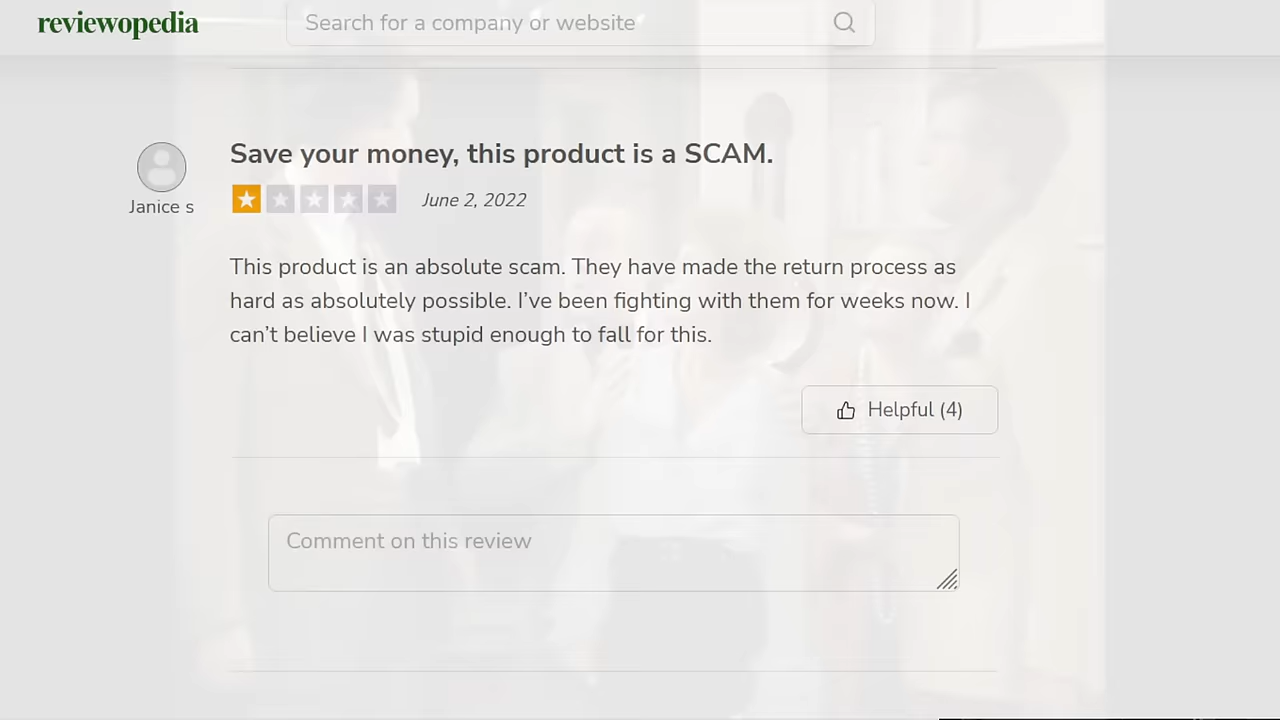 reviewopedia
Search for a company or website
Save your money, this product is a SCAM.
Janice s
June 2, 2022
This product is an absolute scam. They have made the return process as
hard as absolutely possible. I’ve been fighting with them for weeks now. I
can’t believe I was stupid enough to fall for this.
Helpful (4)
Comment on this review